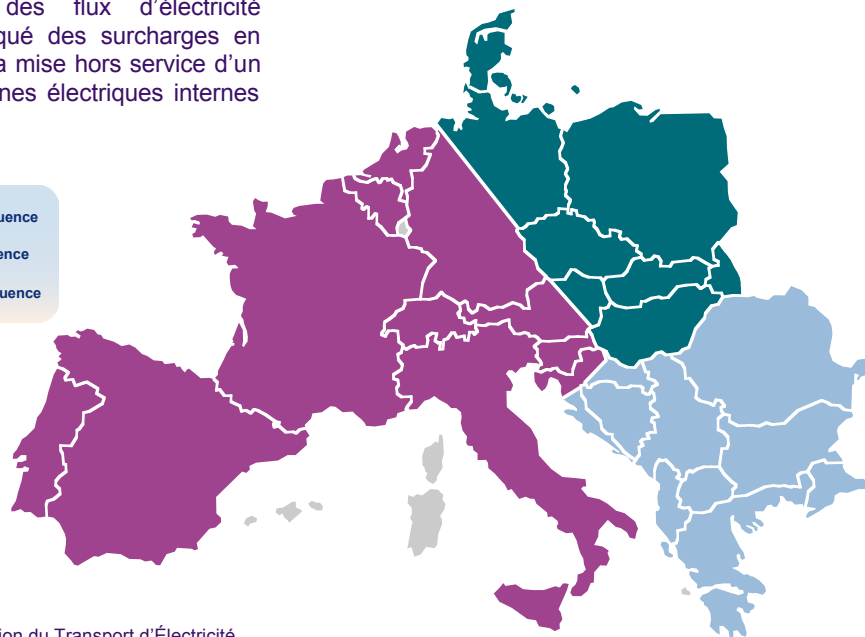 des flux d’électricité
qué des surcharges en
a mise hors service d’un
nes électriques internes
uence
ence
uence
ion du Transport d’Électricité